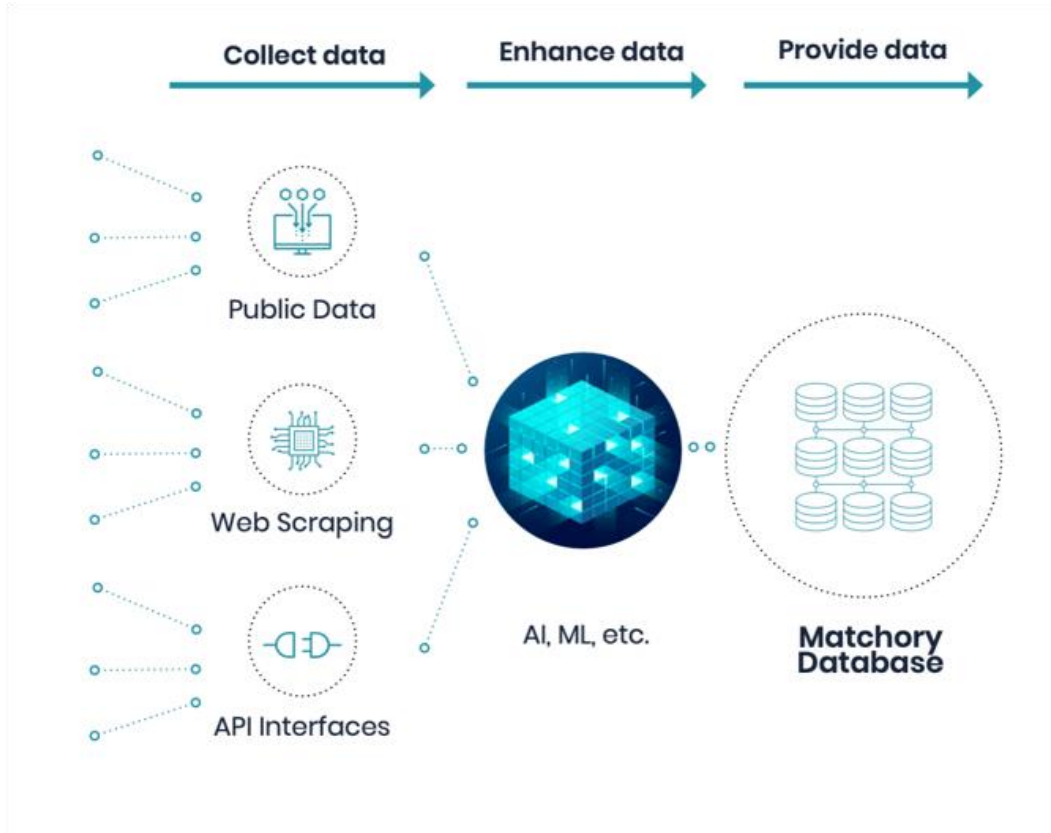 Collect data
Enhance data
Provide data
Public Data
Web Scraping
API Interfaces
AI, ML, etc.
Matchory
Database